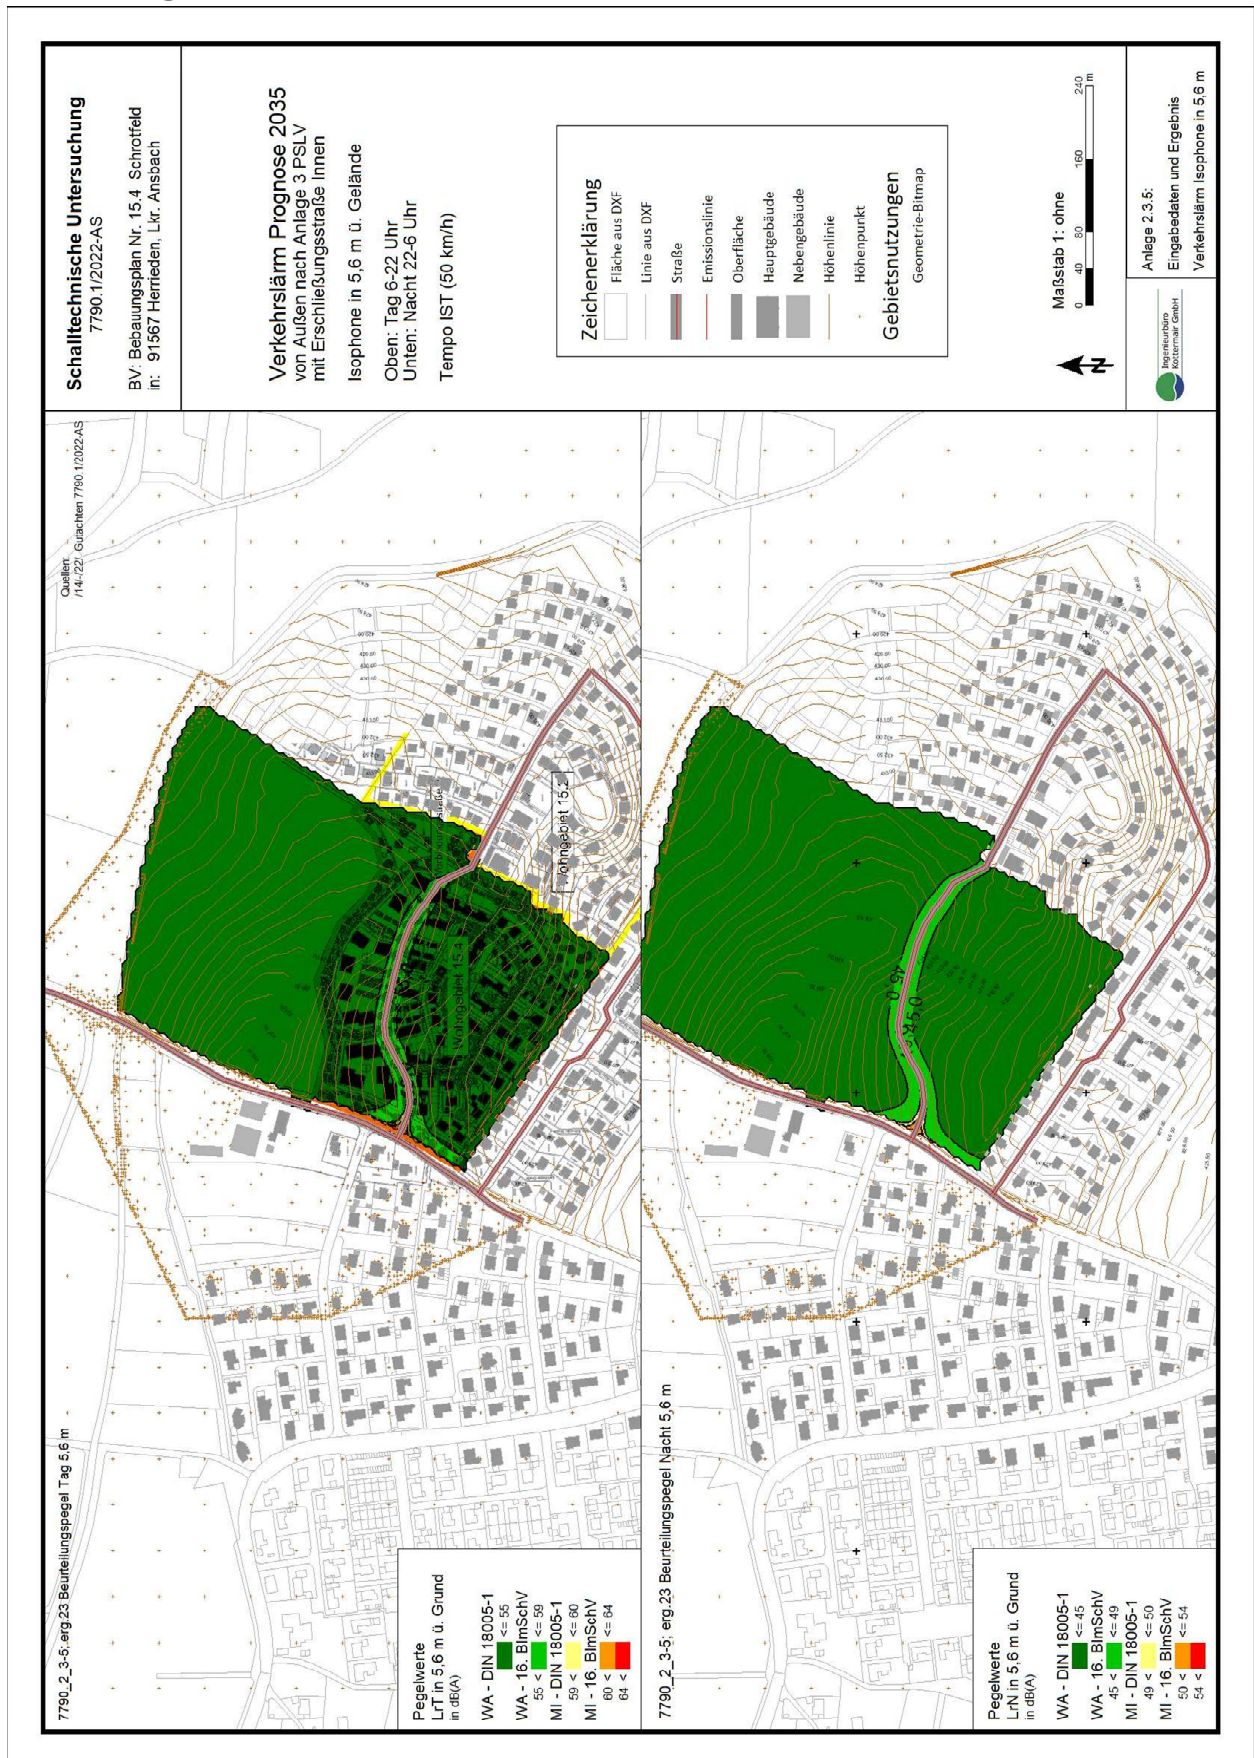 Schalltechnische Untersuchung
7790.1/2022-AS
BV: Bebauungsplan Nr. 15.4 Schrotfeld
in: 91567 Herrieden, Lkr. Ansbach
Verkehrslärm Prognose 2035
von Außen nach Anlage 3 PSLV
mit Erschließungsstraße Innen
Isophone in 5,6 m ü. Gelände
Oben: Tag 6-22 Uhr
Unten: Nacht 22-6 Uhr
Tempo IST (50 km/h)
Zeichenerklärung
Fläche aus DXF
Linie aus DXF
Straße
Emissionslinie
Oberfläche
Hauptgebäude
Nebengebäude
Höhenlinie
Höhenpunkt
Gebietsnutzungen
Geometrie-Bitmap
Maßstab 1: ohne
0 40 80 160 240
m
N
Ingenieurbüro
Kottermair GmbH
Anlage 2.3.5:
Eingabedaten und Ergebnis
Verkehrslärm Isophone in 5,6 m
Quellen:
/14/-/22/ Gutachten 7790.1/2022-AS
7790_2_3-5; erg.23 Beurteilungspegel Tag 5,6 m
Wohngebiet 15.4
Wohngebiet 15.2
Pegelwerte
LrT in 5,6 m ü. Grund
in dB(A)
WA - DIN 18005-1
<= 55
WA - 16. BImSchV
55 < <= 59
MI - DIN 18005-1
59 < <= 60
MI - 16. BImSchV
60 < <= 64
64 <
7790_2_3-5; erg.23 Beurteilungspegel Nacht 5,6 m
45,0
45,0
Pegelwerte
LrN in 5,6 m ü. Grund
in dB(A)
WA - DIN 18005-1
<= 45
WA - 16. BImSchV
45 < <= 49
MI - DIN 18005-1
49 < <= 50
MI - 16. BImSchV
50 < <= 54
54 <